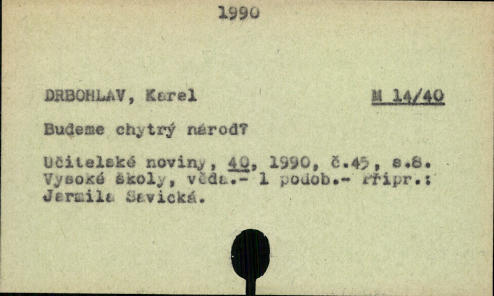 1990
DRBOHLAV, Karel M 14/40
Budeme chytrý národ?
Učitelské noviny, 40, 1990, č.45, s.8.
Vysoké školy, věda.- 1 podob.- Připr.:
Jarmila Savická.